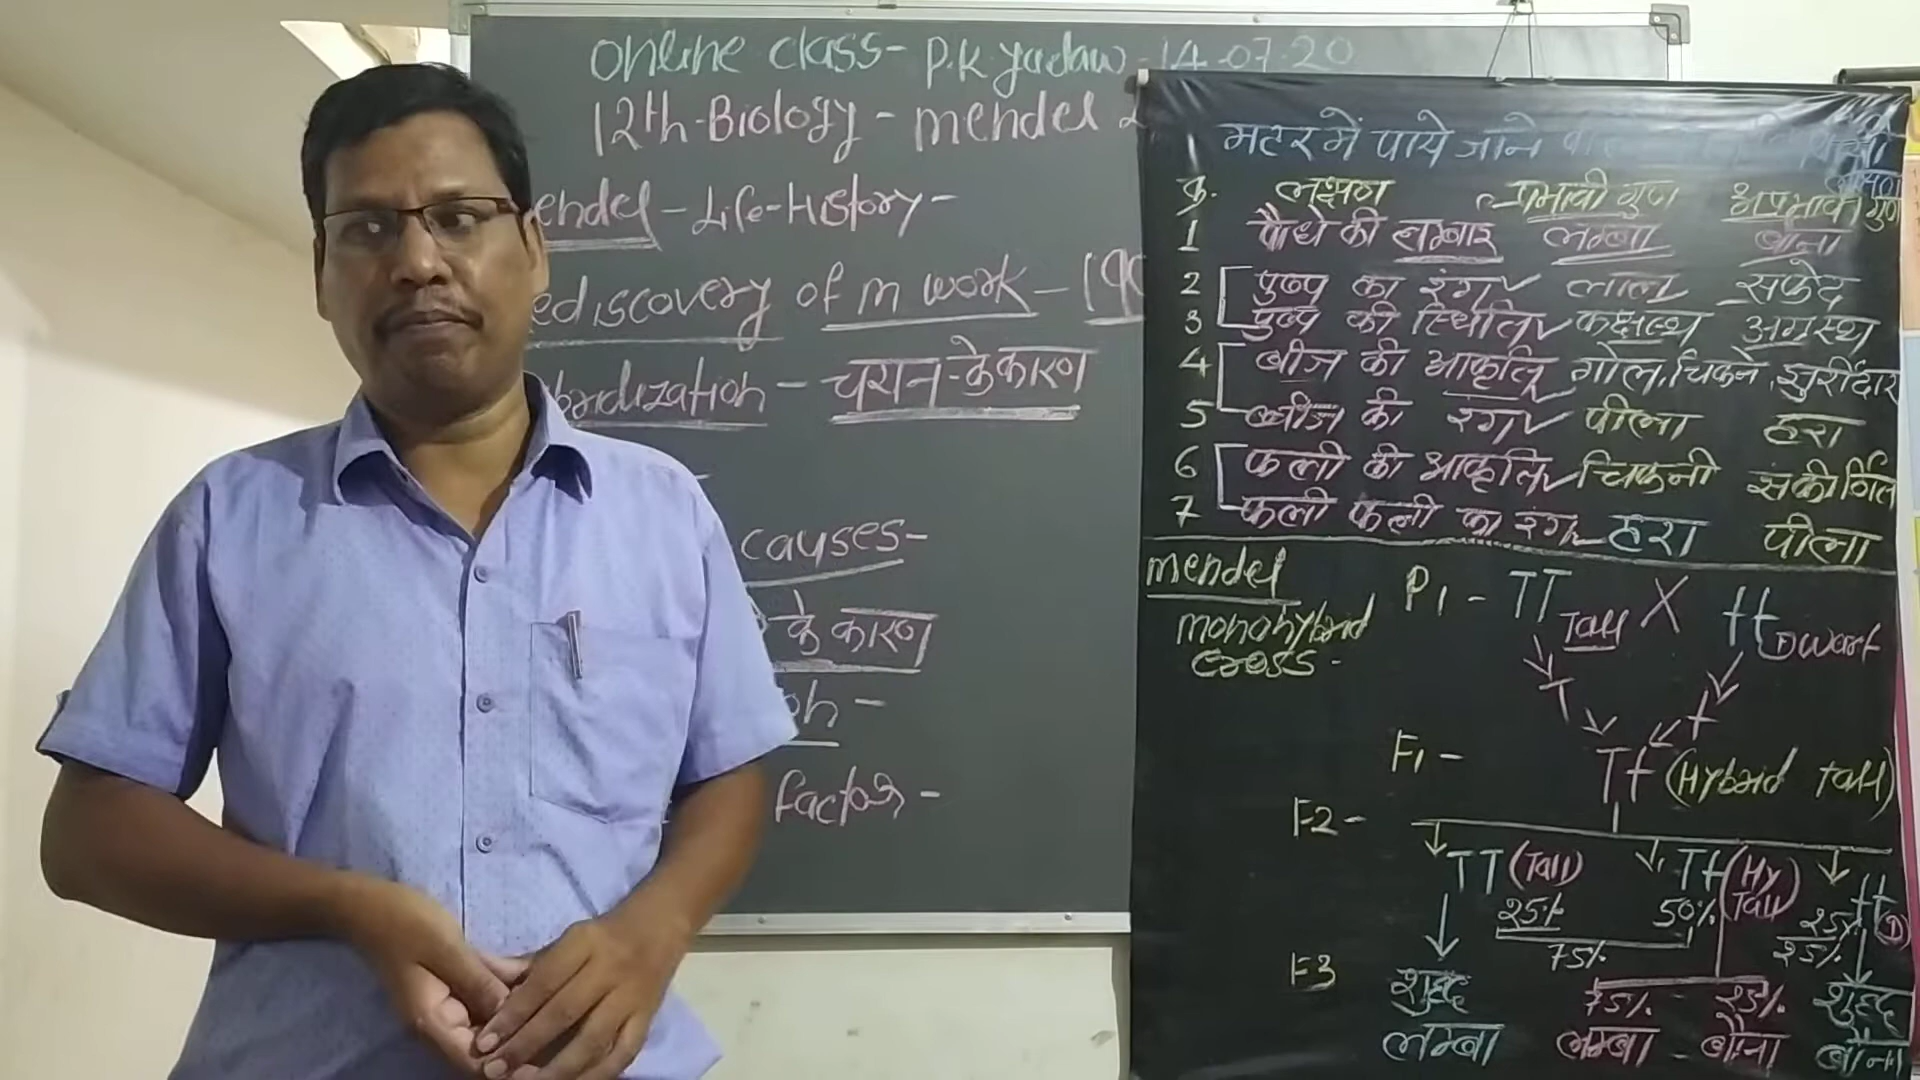 Online class - P.K Yadaw - 14.07.20
12th-Biology - mendel
endel - Life-History -
ediscovery of m work - 19
bridization - चयन-के कारण
causes-
के कारण
oh -
factors -
मटर में पाये जाने
क्र. लक्षण प्रभावी गुण अप्रभावी गुण
1 पौधे की लम्बाई लम्बा बौना
2 पुष्प का रंग लाल सफेद
3 पुष्प की स्थिति कक्षस्थ अग्रस्थ
4 बीज की आकृति गोल, चिकने झुर्रीदार
5 बीज की रंग पीला हरा
6 फली की आकृति चिकनी संकीर्णित
7 फली फली का रंग हरा पीला
mendel
monohybrid
cross-
P1 - TT Tall X tt Dwarf
T t
F1 - Tt (Hybrid tall)
F2 -
TT (Tall) Tt (Hy Tall) tt (D)
25% 50% 25%
75% 25%
F3 शुद्ध 75% 25% शुद्ध
लम्बा लम्बा - बौना बौना